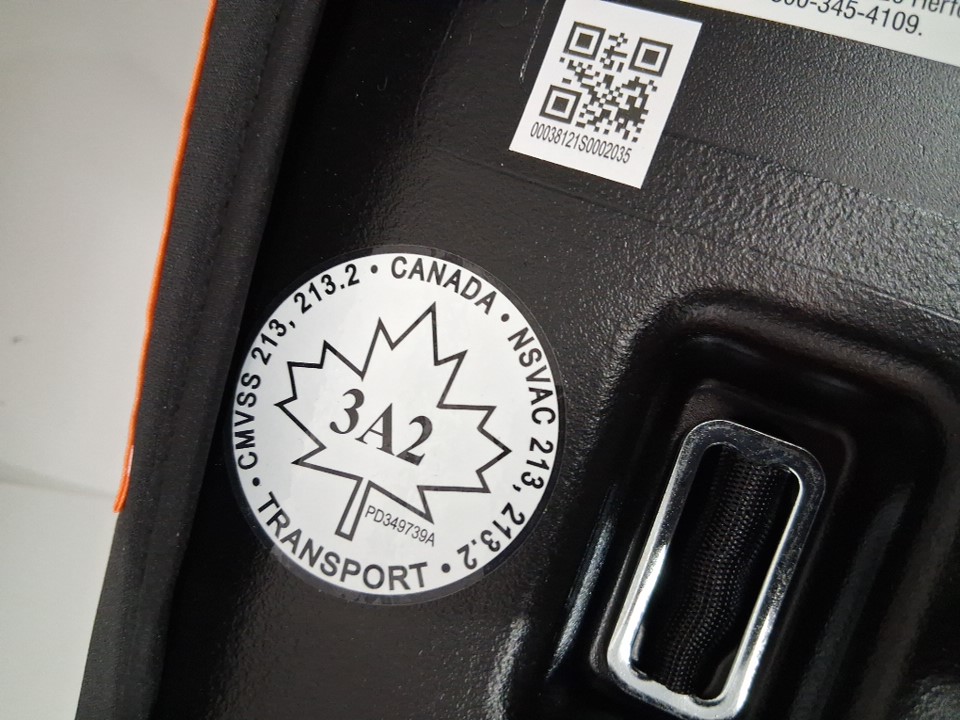 800-345-4109.
00038121S0002035
CMVSS 213, 213.2 • CANADA • NSVAC 213, 213.2 • TRANSPORT •
3A2
PD349739A